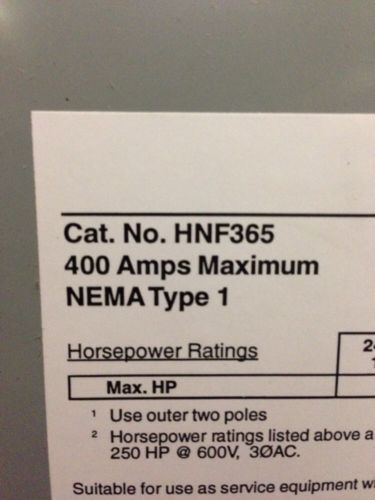 Cat. No. HNF365
400 Amps Maximum
NEMA Type 1
Horsepower Ratings
Max. HP
¹ Use outer two poles
² Horsepower ratings listed above a
250 HP @ 600V, 3ØAC.
Suitable for use as service equipment